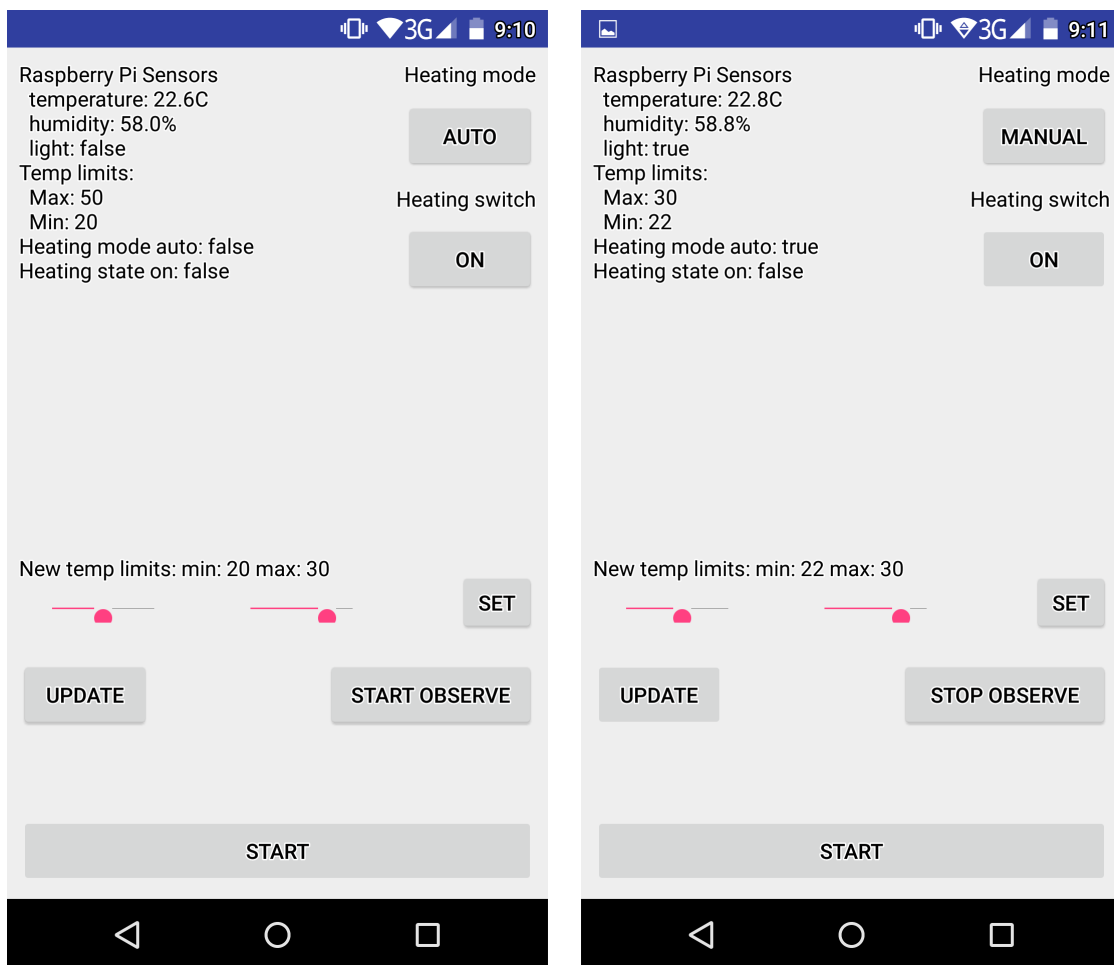 3G 9:10
Raspberry Pi Sensors
temperature: 22.6C
humidity: 58.0%
light: false
Temp limits:
Max: 50
Min: 20
Heating mode auto: false
Heating state on: false
Heating mode
AUTO
Heating switch
ON
New temp limits: min: 20 max: 30
SET
UPDATE
START OBSERVE
START
3G 9:11
Raspberry Pi Sensors
temperature: 22.8C
humidity: 58.8%
light: true
Temp limits:
Max: 30
Min: 22
Heating mode auto: true
Heating state on: false
Heating mode
MANUAL
Heating switch
ON
New temp limits: min: 22 max: 30
SET
UPDATE
STOP OBSERVE
START